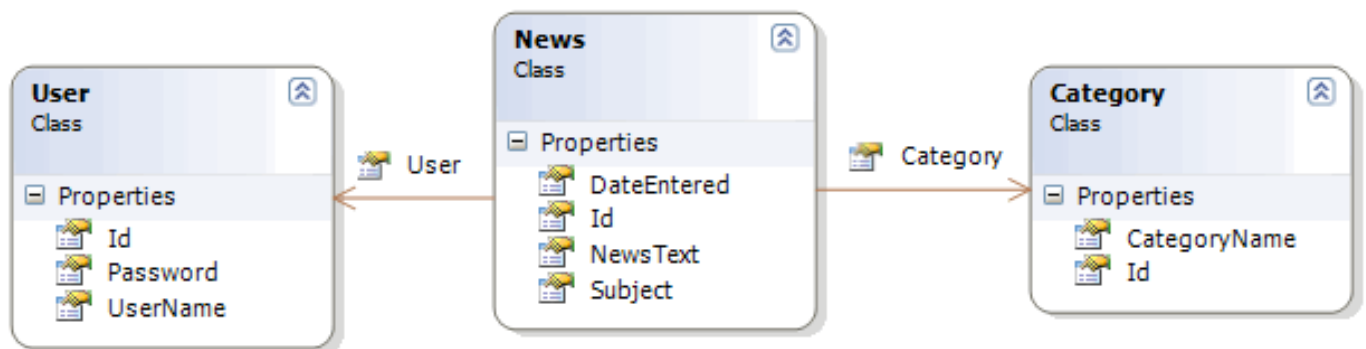 User
Class
Properties
Id
Password
UserName
User
News
Class
Properties
DateEntered
Id
NewsText
Subject
Category
Category
Class
Properties
CategoryName
Id